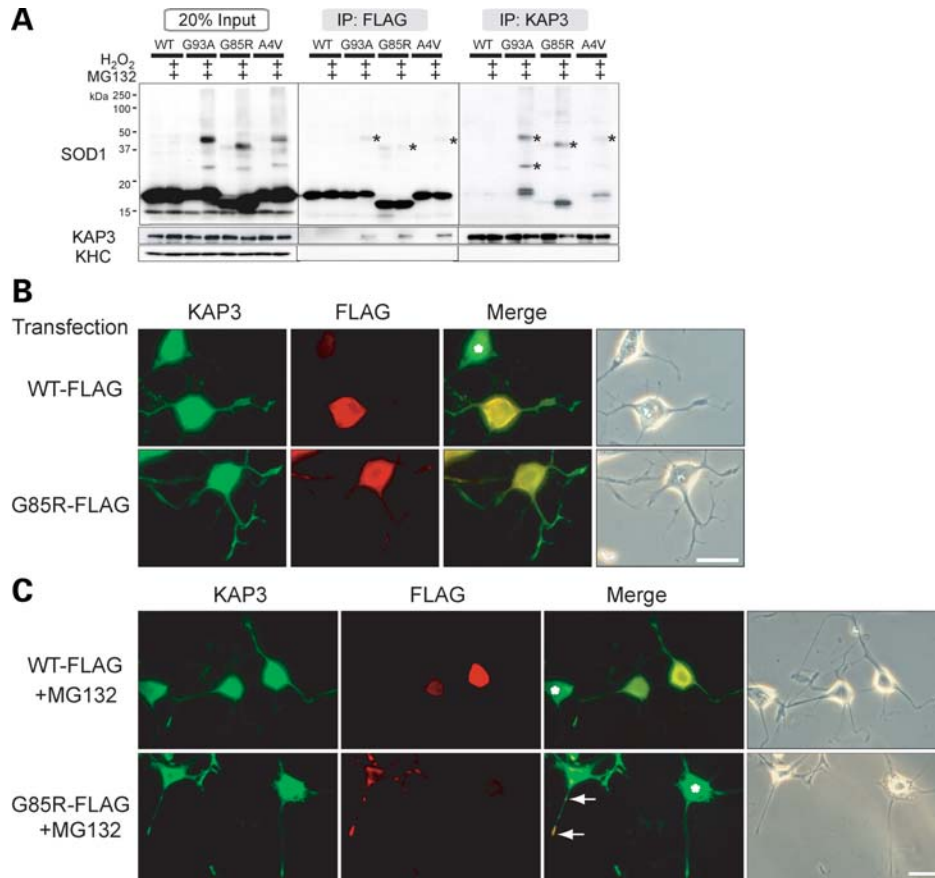 A
20% Input
IP: FLAG
IP: KAP3
WT G93A G85R A4V
WT G93A G85R A4V
WT G93A G85R A4V
H2O2 + + + + + + + + + + + +
MG132 + + + + + + + + + + + +
kDa
250
100
50
37
20
15
SOD1
* * *
* * * *
KAP3
KHC
B
KAP3 FLAG Merge
Transfection
WT-FLAG
G85R-FLAG
C
KAP3 FLAG Merge
WT-FLAG
+MG132
G85R-FLAG
+MG132